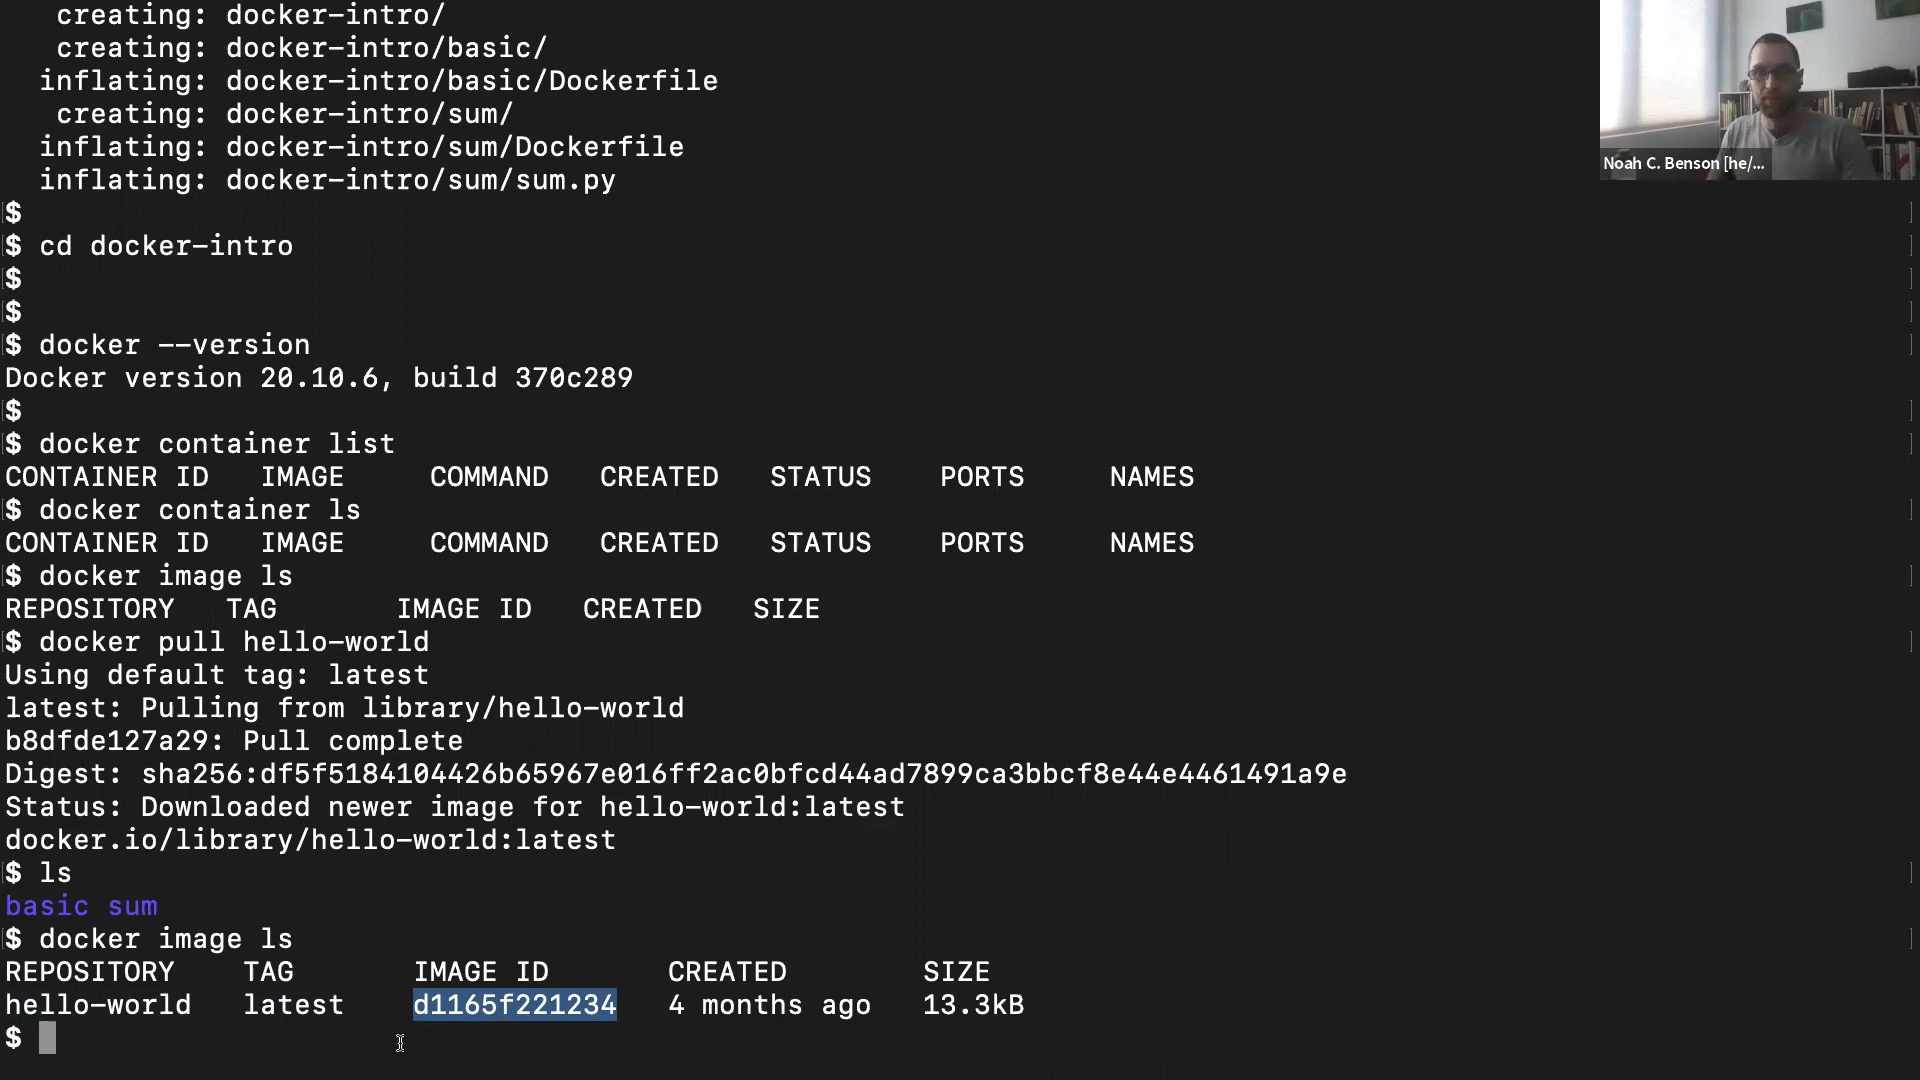 creating: docker-intro/
creating: docker-intro/basic/
inflating: docker-intro/basic/Dockerfile
creating: docker-intro/sum/
inflating: docker-intro/sum/Dockerfile
inflating: docker-intro/sum/sum.py
$
$ cd docker-intro
$
$
$ docker --version
Docker version 20.10.6, build 370c289
$
$ docker container list
CONTAINER ID   IMAGE     COMMAND   CREATED   STATUS    PORTS     NAMES
$ docker container ls
CONTAINER ID   IMAGE     COMMAND   CREATED   STATUS    PORTS     NAMES
$ docker image ls
REPOSITORY   TAG       IMAGE ID   CREATED   SIZE
$ docker pull hello-world
Using default tag: latest
latest: Pulling from library/hello-world
b8dfde127a29: Pull complete
Digest: sha256:df5f5184104426b65967e016ff2ac0bfcd44ad7899ca3bbcf8e44e4461491a9e
Status: Downloaded newer image for hello-world:latest
docker.io/library/hello-world:latest
$ ls
basic sum
$ docker image ls
REPOSITORY    TAG       IMAGE ID       CREATED        SIZE
hello-world   latest    d1165f221234   4 months ago   13.3kB
$
Noah C. Benson [he/...